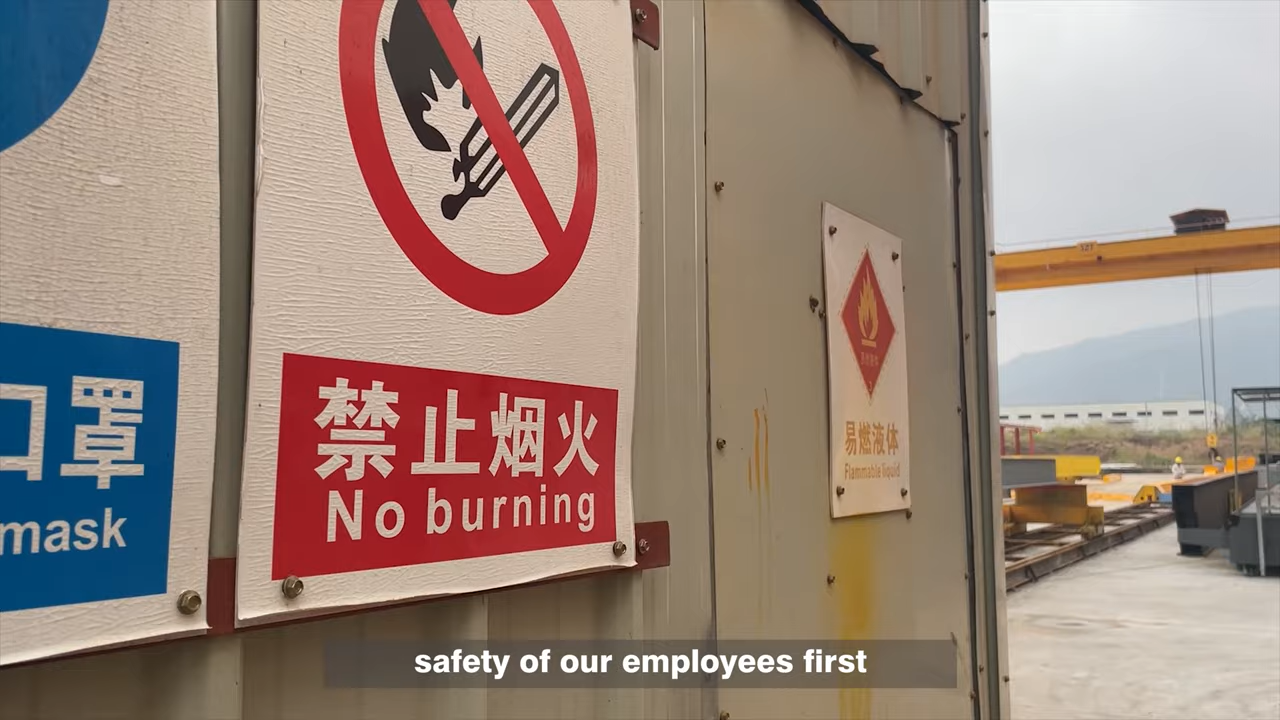 口罩
mask
禁止烟火
No burning
易燃液体
Flammable liquid
safety of our employees first